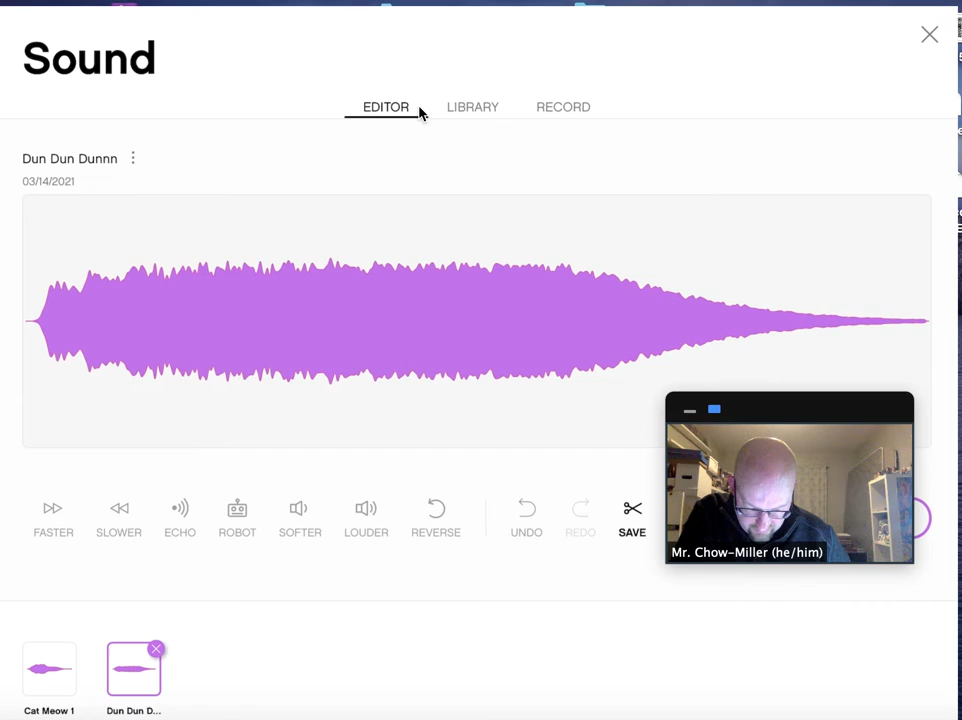 Sound
EDITOR LIBRARY RECORD
Dun Dun Dunnn
03/14/2021
FASTER SLOWER ECHO ROBOT SOFTER LOUDER REVERSE UNDO REDO SAVE
Mr. Chow-Miller (he/him)
Cat Meow 1 Dun Dun D...